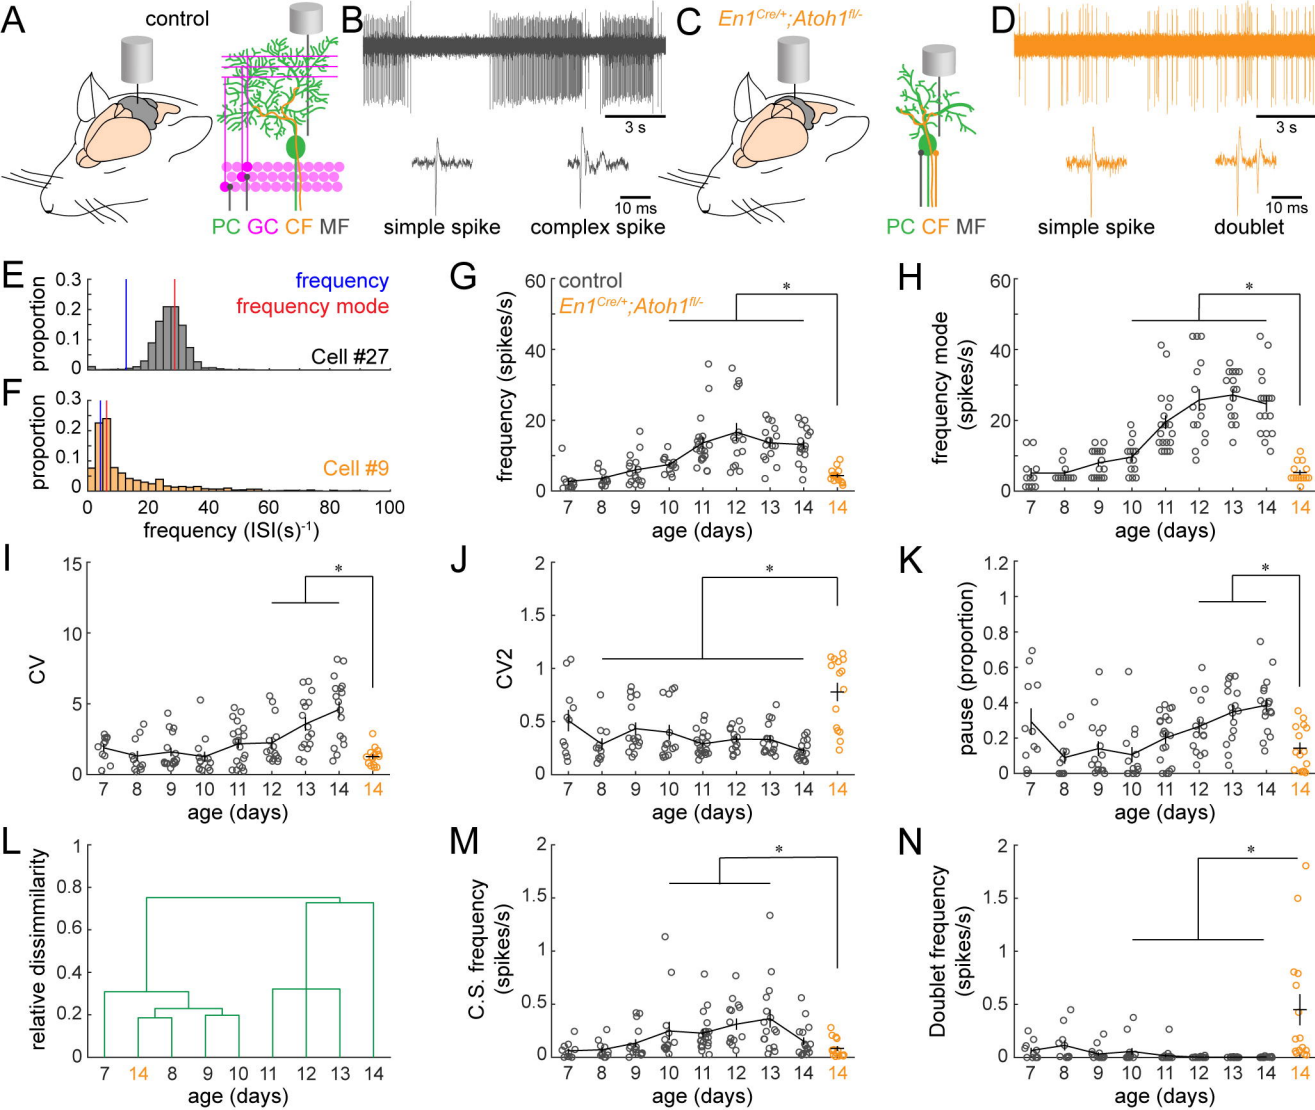 A
control
PC GC CF MF
B
3 s
10 ms
simple spike
complex spike
C
En1Cre/+;Atoh1fl/-
PC CF MF
D
3 s
10 ms
simple spike
doublet
E
0.3
0.2
0.1
0
proportion
frequency
frequency mode
Cell #27
F
0.3
0.2
0.1
0
proportion
Cell #9
0 20 40 60 80 100
frequency (ISI(s)-1)
G
60
40
20
0
frequency (spikes/s)
control
En1Cre/+;Atoh1fl/-
*
7 8 9 10 11 12 13 14 14
age (days)
H
60
40
20
0
frequency mode
(spikes/s)
*
7 8 9 10 11 12 13 14 14
age (days)
I
15
10
5
0
CV
*
7 8 9 10 11 12 13 14 14
age (days)
J
2
1.5
1
0.5
0
CV2
*
7 8 9 10 11 12 13 14 14
age (days)
K
1.2
1
0.8
0.6
0.4
0.2
0
pause (proportion)
*
7 8 9 10 11 12 13 14 14
age (days)
L
1
0.8
0.6
0.4
0.2
0
relative dissimmilarity
7 14 8 9 10 11 12 13 14
age (days)
M
2
1.5
1
0.5
0
C.S. frequency
(spikes/s)
*
7 8 9 10 11 12 13 14 14
age (days)
N
2
1.5
1
0.5
0
Doublet frequency
(spikes/s)
*
7 8 9 10 11 12 13 14 14
age (days)